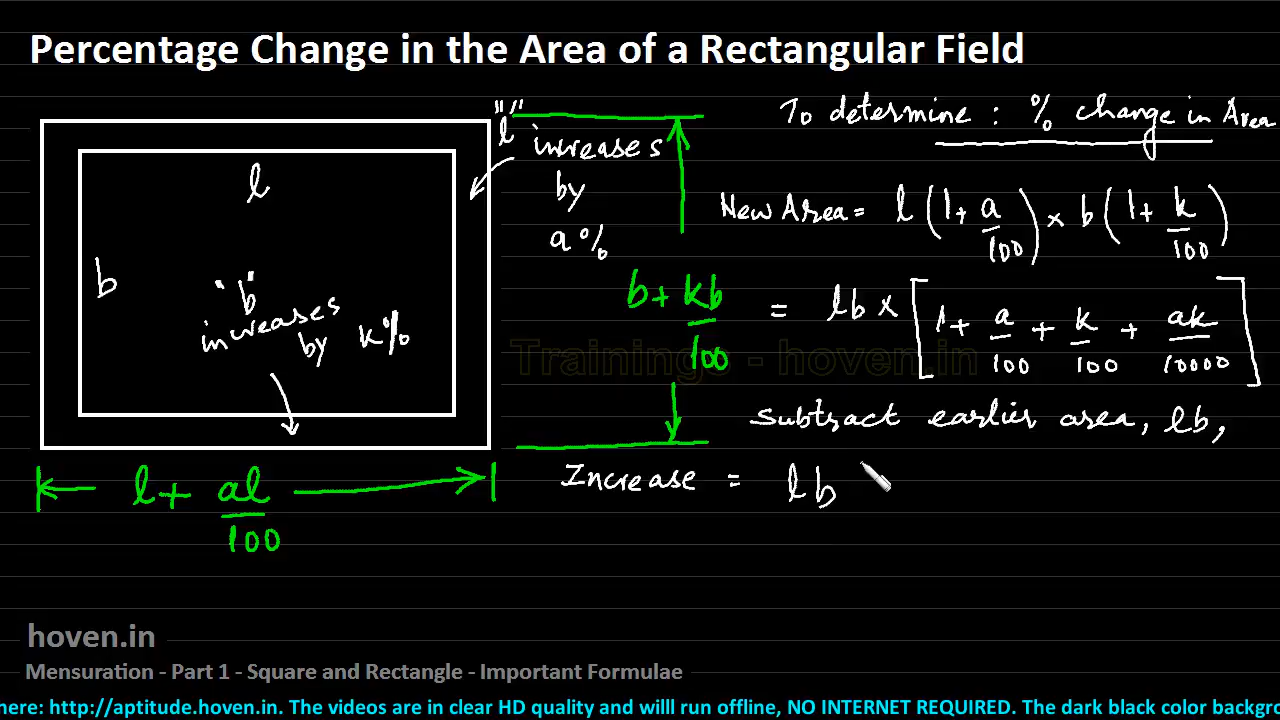 Percentage Change in the Area of a Rectangular Field
To determine : % change in Area
"l"
increases
by
a%
l
b
"b"
increases
by k%
New Area = l(1 + a/100) × b(1 + k/100)
b + kb/100
= lb × [1 + a/100 + k/100 + ak/10000]
Trainings - hoven.in
Subtract earlier area, lb,
Increase = lb
l + al/100
hoven.in
Mensuration - Part 1 - Square and Rectangle - Important Formulae
here: http://aptitude.hoven.in. The videos are in clear HD quality and willl run offline, NO INTERNET REQUIRED. The dark black color backgro